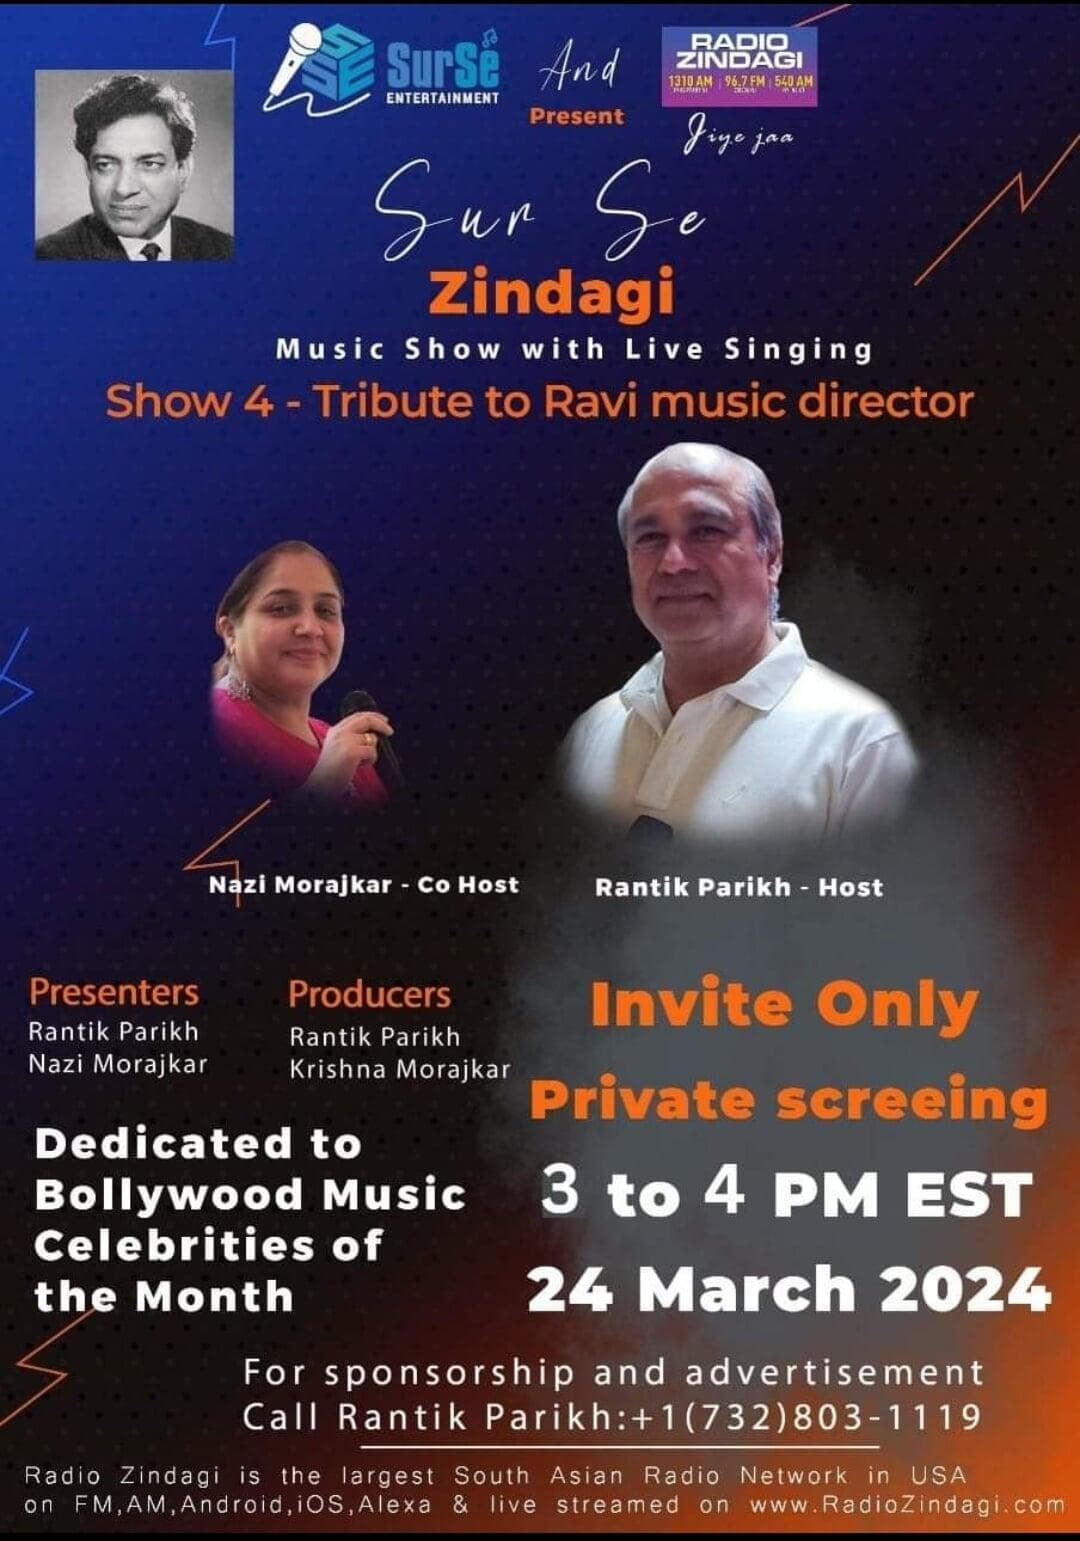 SurSe
ENTERTAINMENT
And
Present
RADIO
ZINDAGI
1310 AM | 96.7 FM | 540 AM
Jiye jaa
Sur Se
Zindagi
Music Show with Live Singing
Show 4 - Tribute to Ravi music director
Nazi Morajkar - Co Host
Rantik Parikh - Host
Presenters
Rantik Parikh
Nazi Morajkar
Producers
Rantik Parikh
Krishna Morajkar
Invite Only
Private screeing
3 to 4 PM EST
24 March 2024
Dedicated to
Bollywood Music
Celebrities of
the Month
For sponsorship and advertisement
Call Rantik Parikh:+1(732)803-1119
Radio Zindagi is the largest South Asian Radio Network in USA
on FM,AM,Android,iOS,Alexa & live streamed on www.RadioZindagi.com